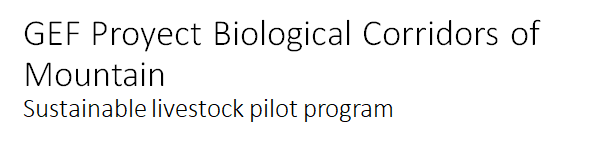 GEF Proyect Biological Corridors of
Mountain
Sustainable livestock pilot program